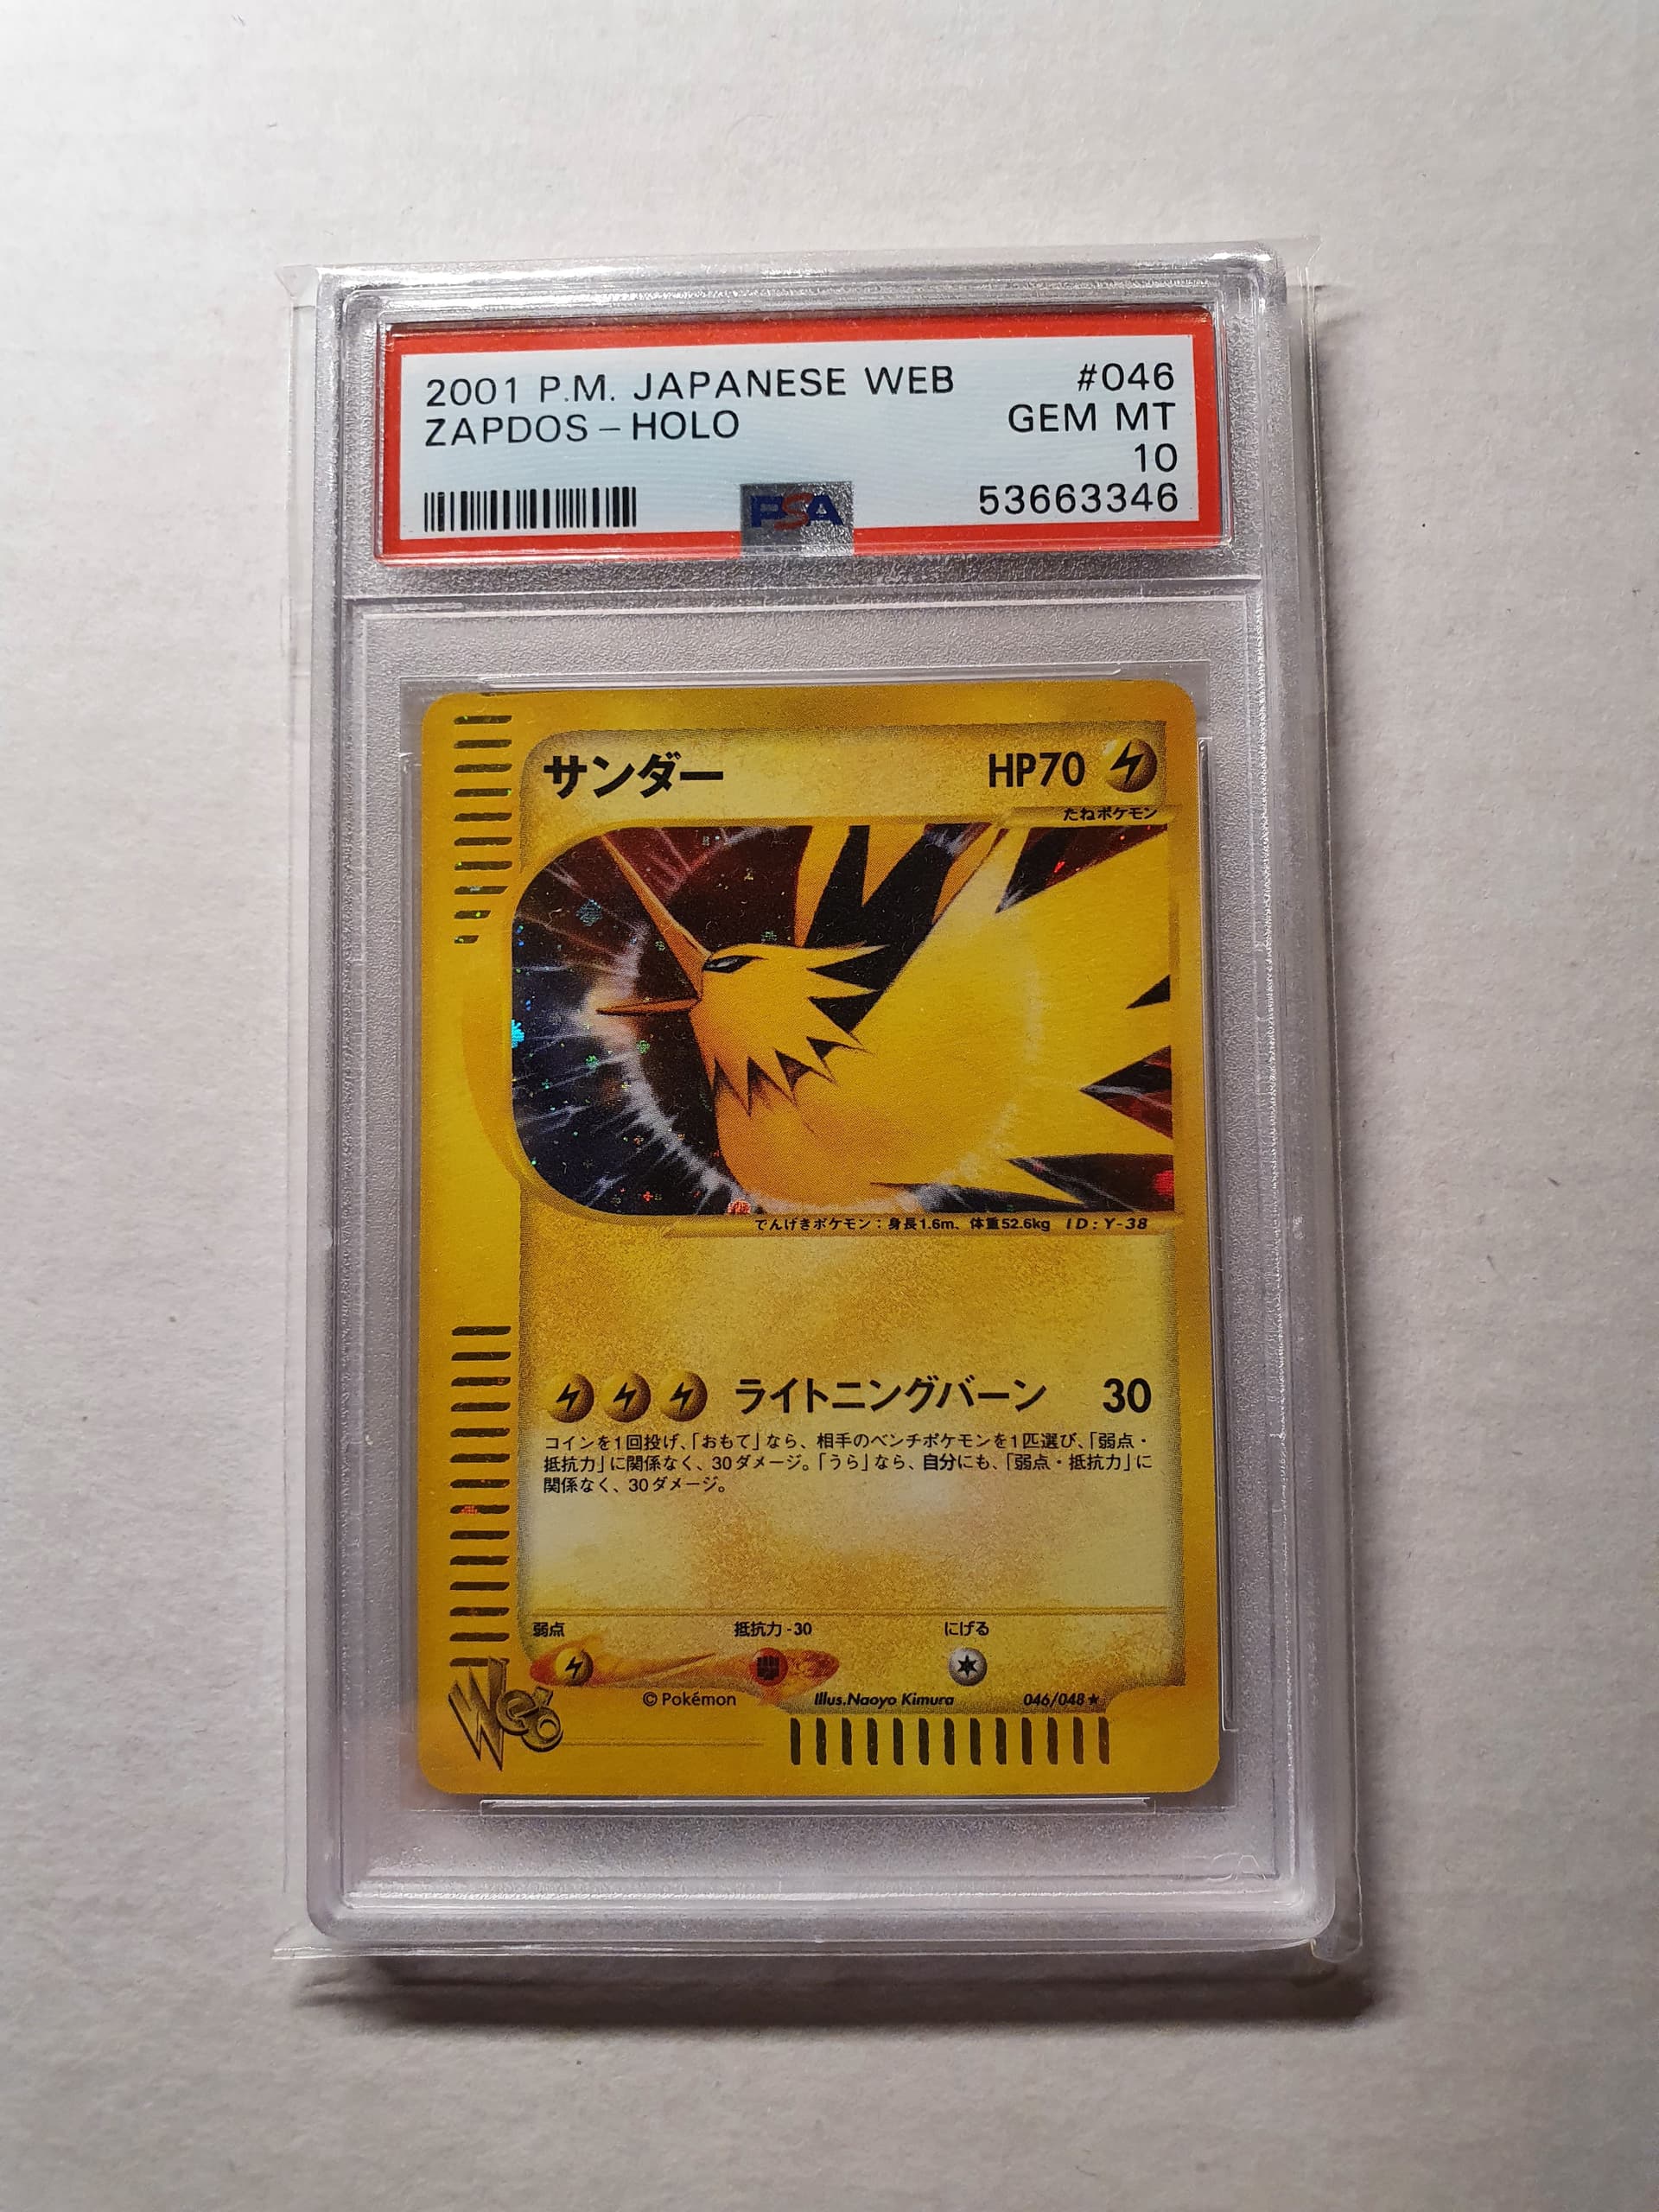 2001 P.M. JAPANESE WEB #046
ZAPDOS - HOLO GEM MT
10
PSA 53663346
サンダー HP70
たねポケモン
でんげきポケモン：身長1.6m、体重52.6kg ID:Y-38
ライトニングバーン 30
コインを1回投げ、「おもて」なら、相手のベンチポケモンを1匹選び、「弱点・
抵抗力」に関係なく、30ダメージ。「うら」なら、自分にも、「弱点・抵抗力」に
関係なく、30ダメージ。
弱点 抵抗力-30 にげる
Web © Pokémon Illus.Naoyo Kimura 046/048★